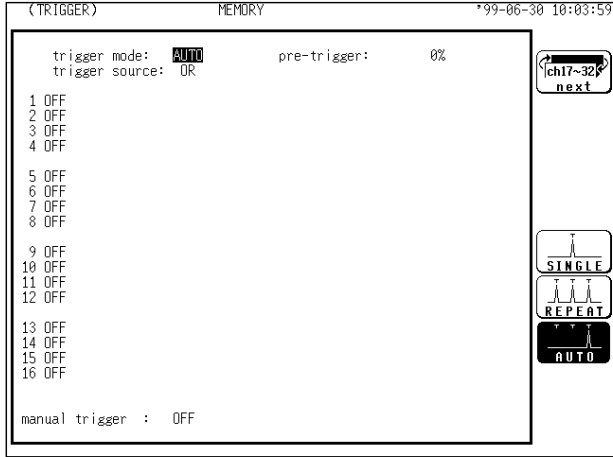 (TRIGGER) MEMORY '99-06-30 10:03:59
trigger mode: AUTO pre-trigger: 0%
trigger source: OR
ch17~32
next
1 OFF
2 OFF
3 OFF
4 OFF
5 OFF
6 OFF
7 OFF
8 OFF
9 OFF
10 OFF
11 OFF
12 OFF
13 OFF
14 OFF
15 OFF
16 OFF
manual trigger : OFF
T
SINGLE
T T T
REPEAT
T T T
AUTO